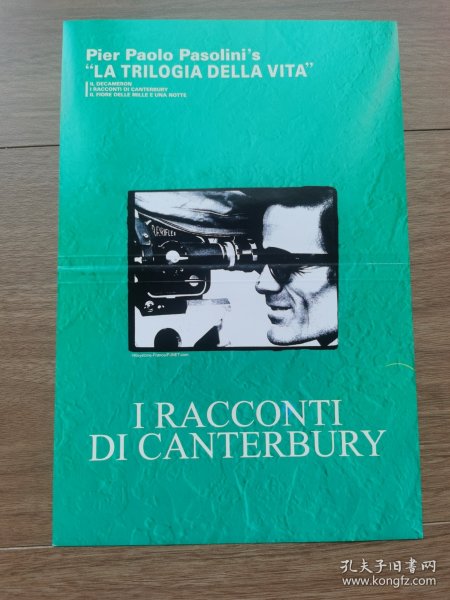 Pier Paolo Pasolini's
"LA TRILOGIA DELLA VITA"
IL DECAMERON
I RACCONTI DI CANTERBURY
IL FIORE DELLE MILLE E UNA NOTTE
I RACCONTI
DI CANTERBURY
孔夫子旧书网
www.kongfz.com